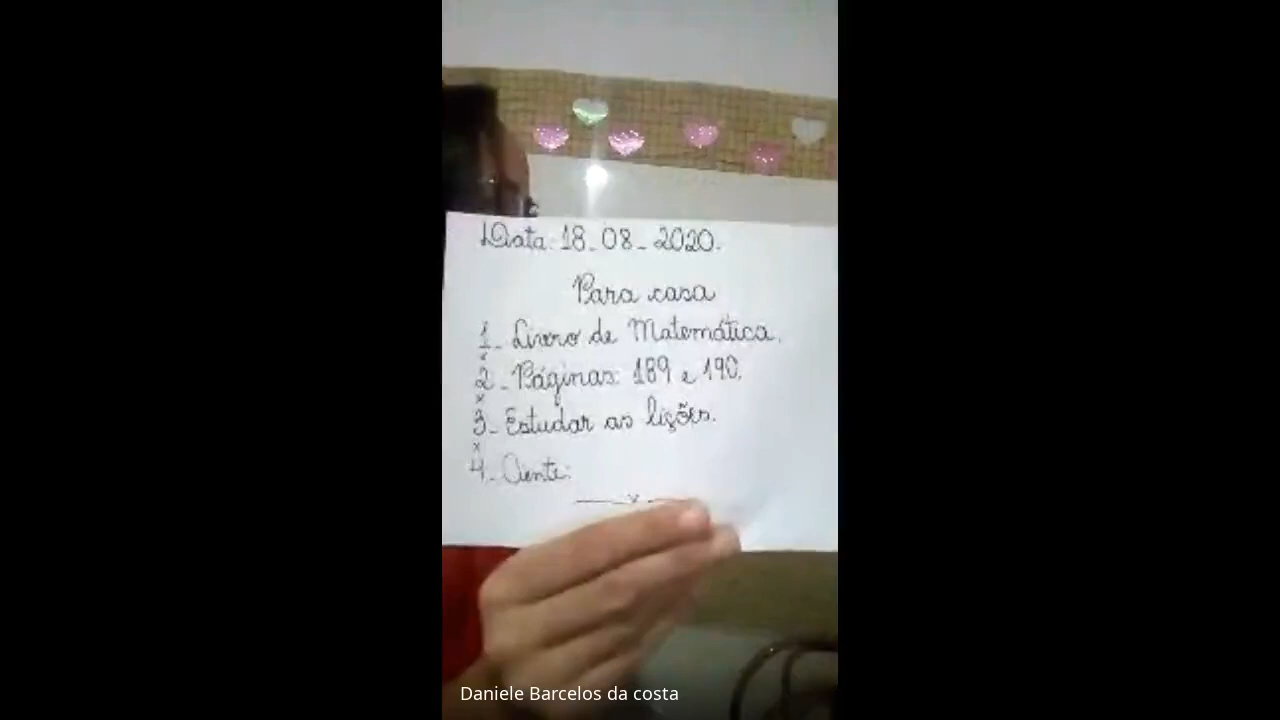 Data: 18-08-2020.
Para casa
1- Livro de Matemática.
x
2- Páginas: 189 e 190.
x
3- Estudar as lições.
x
4- Ciente:
x
Daniele Barcelos da costa